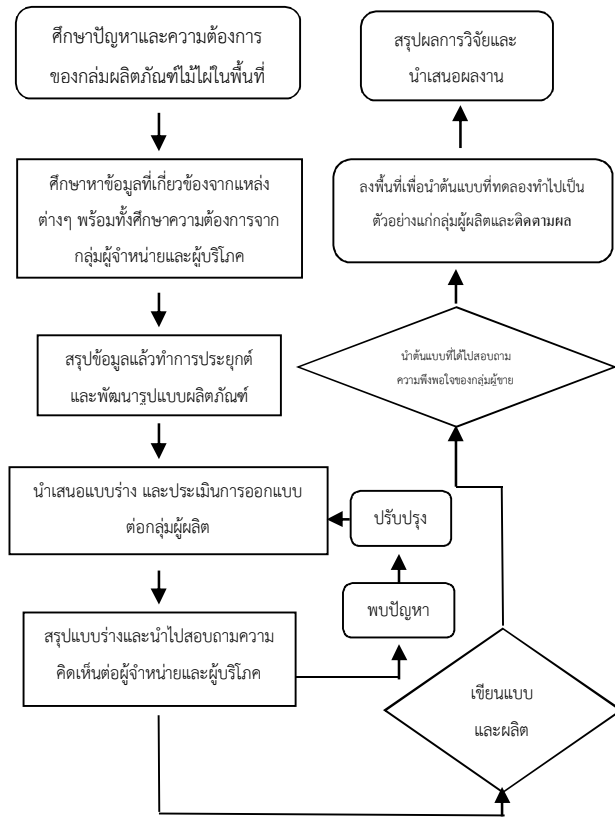 ศึกษาปัญหาและความต้องการ
ของกลุ่มผลิตภัณฑ์ไม้ไผ่ในพื้นที่
ศึกษาหาข้อมูลที่เกี่ยวข้องจากแหล่ง
ต่างๆ พร้อมทั้งศึกษาความต้องการจาก
กลุ่มผู้จำหน่ายและผู้บริโภค
สรุปข้อมูลแล้วทำการประยุกต์
และพัฒนารูปแบบผลิตภัณฑ์
นำเสนอแบบร่าง และประเมินการออกแบบ
ต่อกลุ่มผู้ผลิต
สรุปแบบร่างและนำไปสอบถามความ
คิดเห็นต่อผู้จำหน่ายและผู้บริโภค
พบปัญหา
ปรับปรุง
เขียนแบบ
และผลิต
นำต้นแบบที่ได้ไปสอบถาม
ความพึงพอใจของกลุ่มผู้ขาย
ลงพื้นที่เพื่อนำต้นแบบที่ทดลองทำไปเป็น
ตัวอย่างแก่กลุ่มผู้ผลิตและติดตามผล
สรุปผลการวิจัยและ
นำเสนอผลงาน